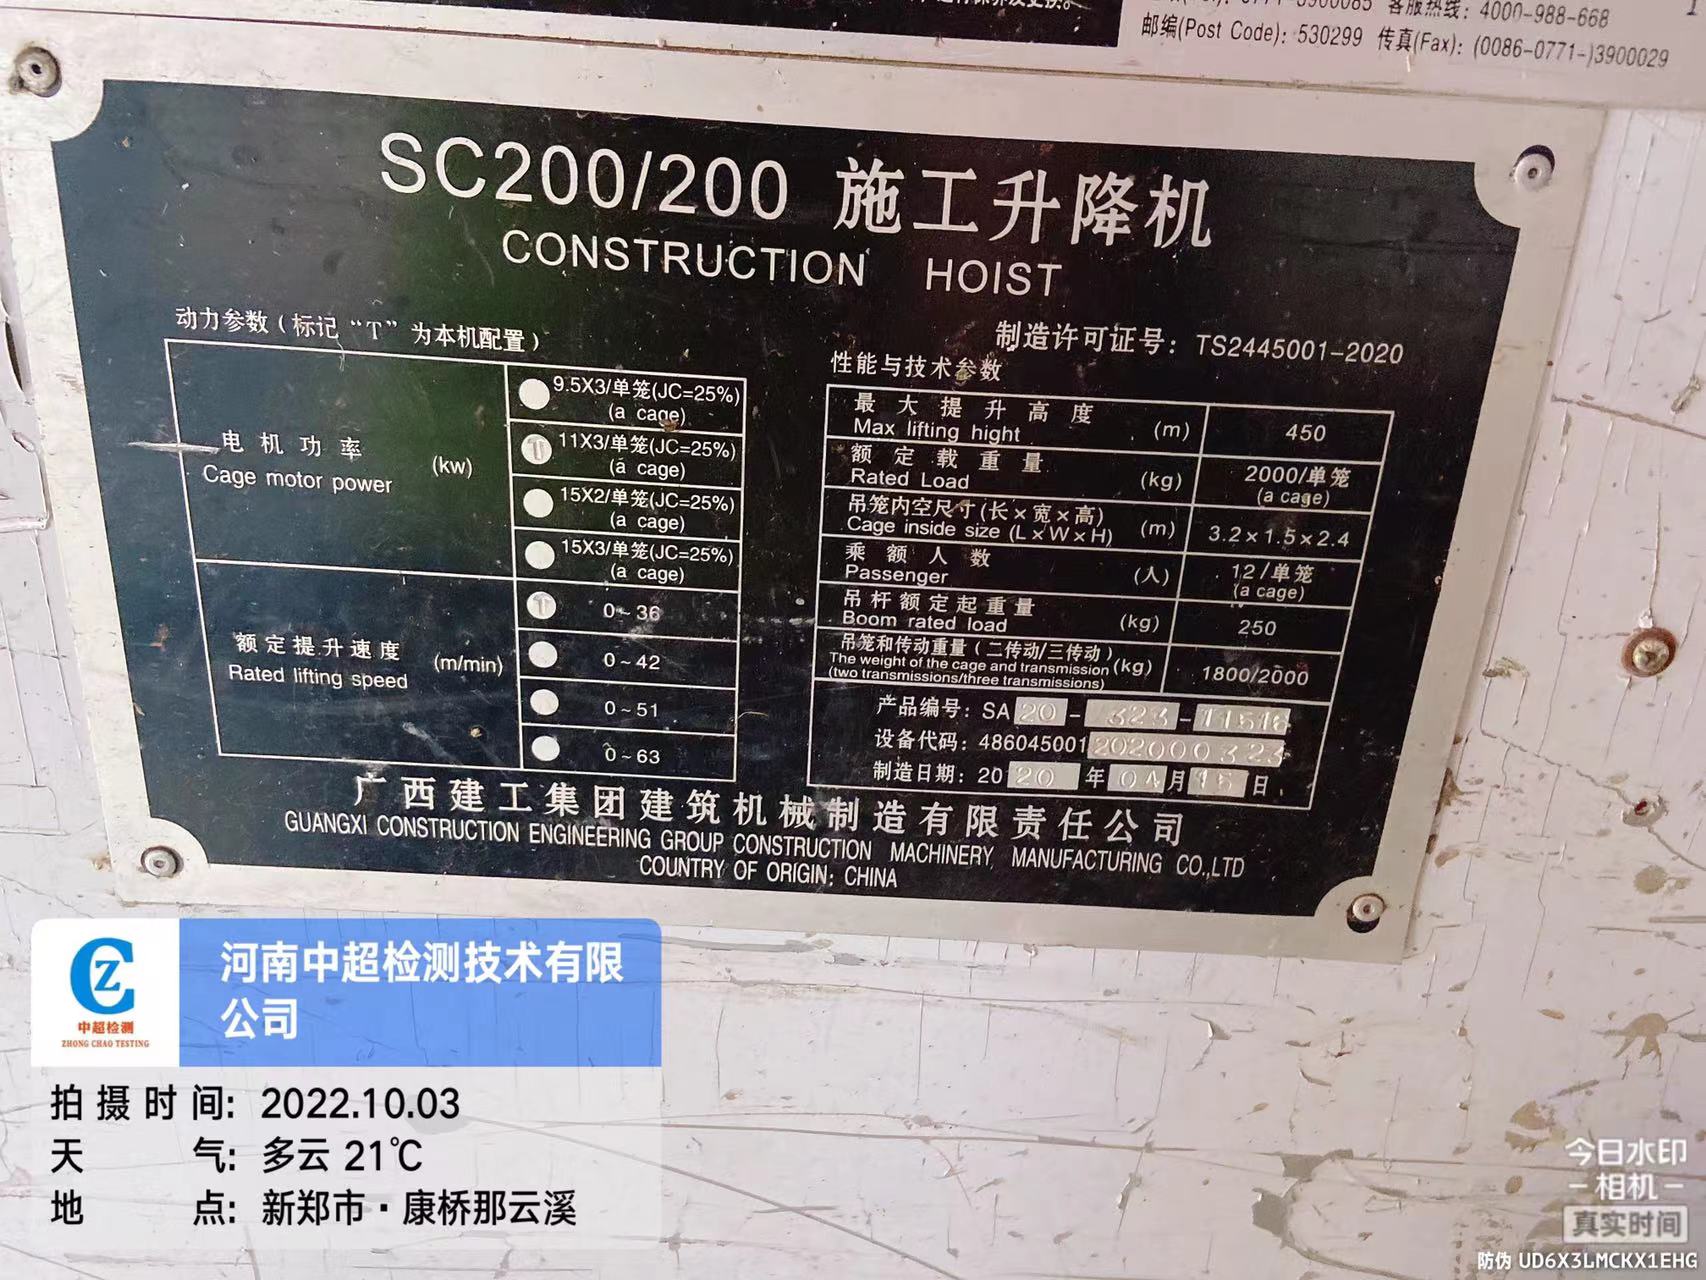 客服热线: 4000-988-668
邮编(Post Code): 530299 传真(Fax): (0086-0771-)3900029
SC200/200 施工升降机
CONSTRUCTION HOIST
动力参数(标记“T”为本机配置)
制造许可证号: TS2445001-2020
电机功率
Cage motor power (kw)
9.5X3/单笼(JC=25%)
(a cage)
T 11X3/单笼(JC=25%)
(a cage)
15X2/单笼(JC=25%)
(a cage)
15X3/单笼(JC=25%)
(a cage)
额定提升速度
Rated lifting speed (m/min)
T 0~36
0~42
0~51
0~63
性能与技术参数
最大提升高度
Max lifting hight (m) 450
额定载重量
Rated Load (kg) 2000/单笼
(a cage)
吊笼内空尺寸(长×宽×高)
Cage inside size (L×W×H) (m) 3.2×1.5×2.4
乘额人数
Passenger (人) 12/单笼
(a cage)
吊杆额定起重量
Boom rated load (kg) 250
吊笼和传动重量(二传动/三传动)
The weight of the cage and transmission (kg) 1800/2000
(two transmissions/three transmissions)
产品编号: SA 20 - 323 - 11516
设备代码: 486045001 202000323
制造日期: 20 20 年 04 月 15 日
广西建工集团建筑机械制造有限责任公司
GUANGXI CONSTRUCTION ENGINEERING GROUP CONSTRUCTION MACHINERY MANUFACTURING CO.,LTD
COUNTRY OF ORIGIN: CHINA
CZ
中超检测
ZHONG CHAO TESTING
河南中超检测技术有限
公司
拍摄时间: 2022.10.03
天气: 多云 21℃
地点: 新郑市·康桥那云溪
今日水印
相机
真实时间
防伪 UD6X3LMCKX1EHG